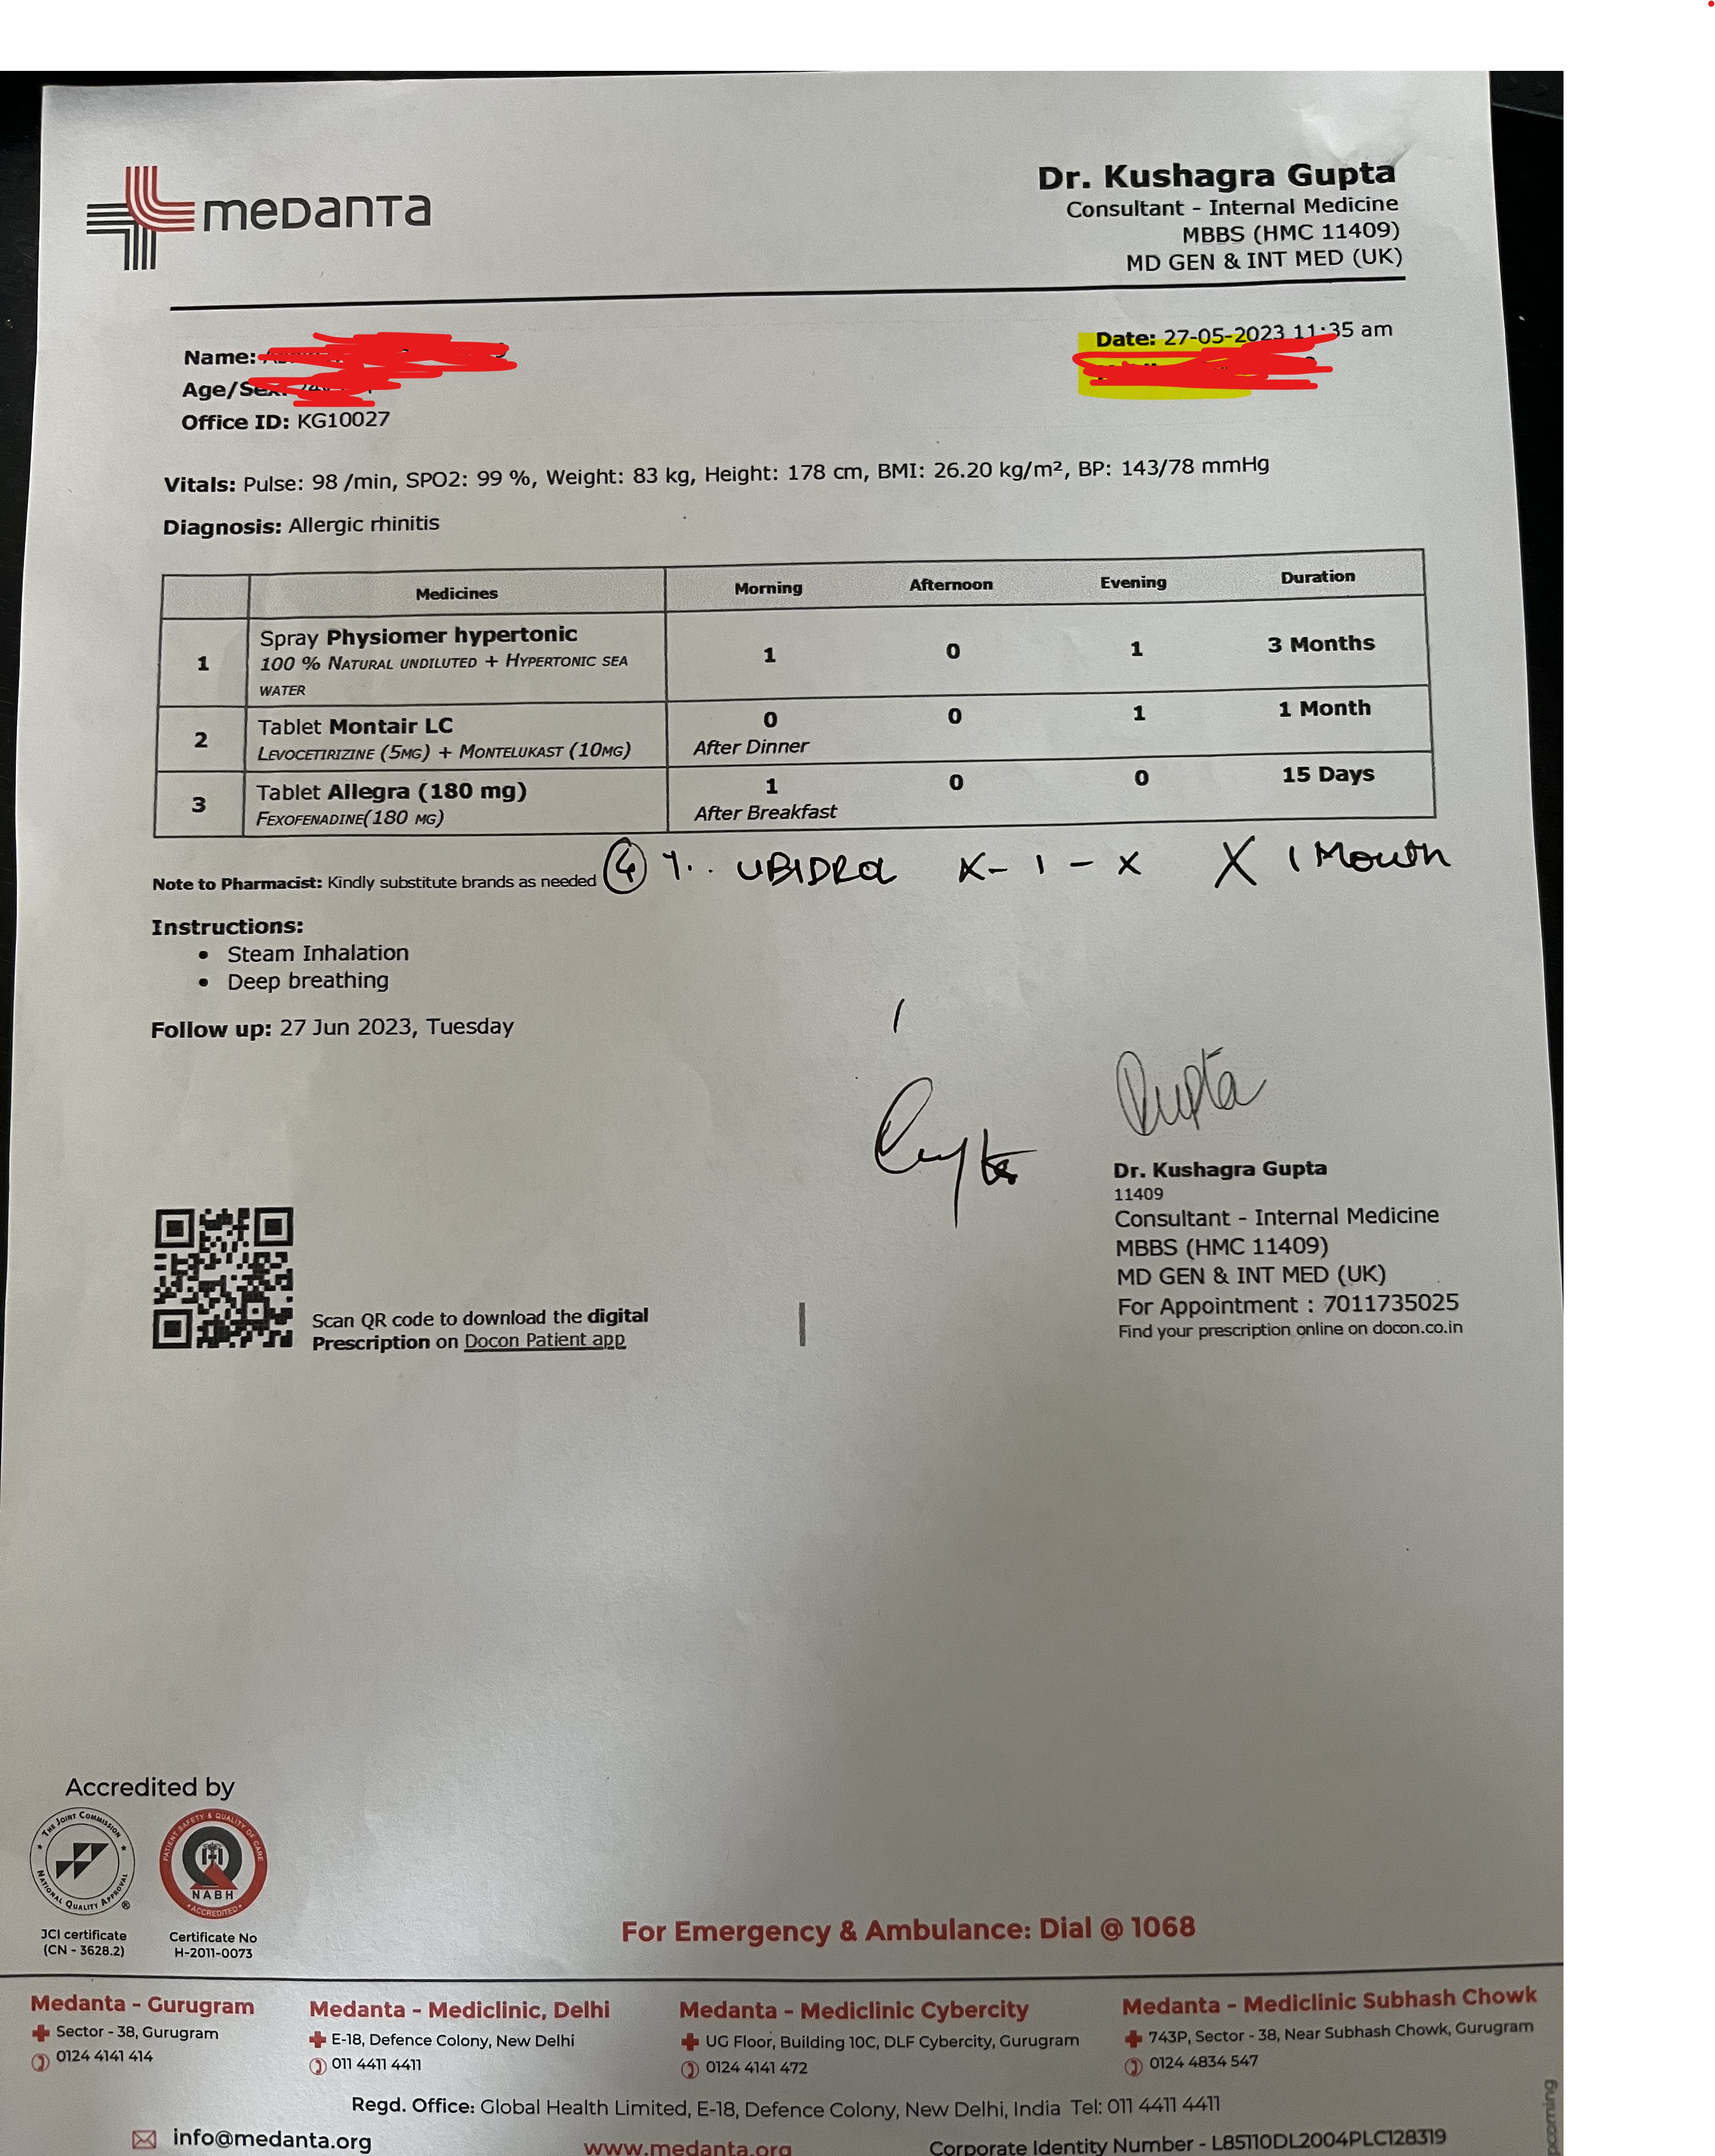 meDanTa
Dr. Kushagra Gupta
Consultant - Internal Medicine
MBBS (HMC 11409)
MD GEN & INT MED (UK)
Name:
Age/Sex:
Office ID: KG10027
Date: 27-05-2023 11:35 am
Vitals: Pulse: 98 /min, SPO2: 99 %, Weight: 83 kg, Height: 178 cm, BMI: 26.20 kg/m², BP: 143/78 mmHg
Diagnosis: Allergic rhinitis
Medicines Morning Afternoon Evening Duration
1 Spray Physiomer hypertonic 1 0 1 3 Months
100 % NATURAL UNDILUTED + HYPERTONIC SEA
WATER
2 Tablet Montair LC 0 0 1 1 Month
LEVOCETIRIZINE (5MG) + MONTELUKAST (10MG) After Dinner
3 Tablet Allegra (180 mg) 1 0 0 15 Days
FEXOFENADINE(180 MG) After Breakfast
Note to Pharmacist: Kindly substitute brands as needed
4 T.. X - 1 - X X 1 Month
Instructions:
• Steam Inhalation
• Deep breathing
Follow up: 27 Jun 2023, Tuesday
Gupta
Gupta
Dr. Kushagra Gupta
11409
Consultant - Internal Medicine
MBBS (HMC 11409)
MD GEN & INT MED (UK)
For Appointment : 7011735025
Find your prescription online on docon.co.in
Scan QR code to download the digital
Prescription on Docon Patient app
Accredited by
THE JOINT COMMISSION
NATIONAL QUALITY APPROVAL
®
PATIENT SAFETY & QUALITY OF CARE
NABH
ACCREDITED
JCI certificate
(CN - 3628.2)
Certificate No
H-2011-0073
For Emergency & Ambulance: Dial @ 1068
Medanta - Gurugram
Sector - 38, Gurugram
0124 4141 414
Medanta - Mediclinic, Delhi
E-18, Defence Colony, New Delhi
011 4411 4411
Medanta - Mediclinic Cybercity
UG Floor, Building 10C, DLF Cybercity, Gurugram
0124 4141 472
Medanta - Mediclinic Subhash Chowk
743P, Sector - 38, Near Subhash Chowk, Gurugram
0124 4834 547
Regd. Office: Global Health Limited, E-18, Defence Colony, New Delhi, India Tel: 011 4411 4411
info@medanta.org
www.medanta.org
Corporate Identity Number - L85110DL2004PLC128319